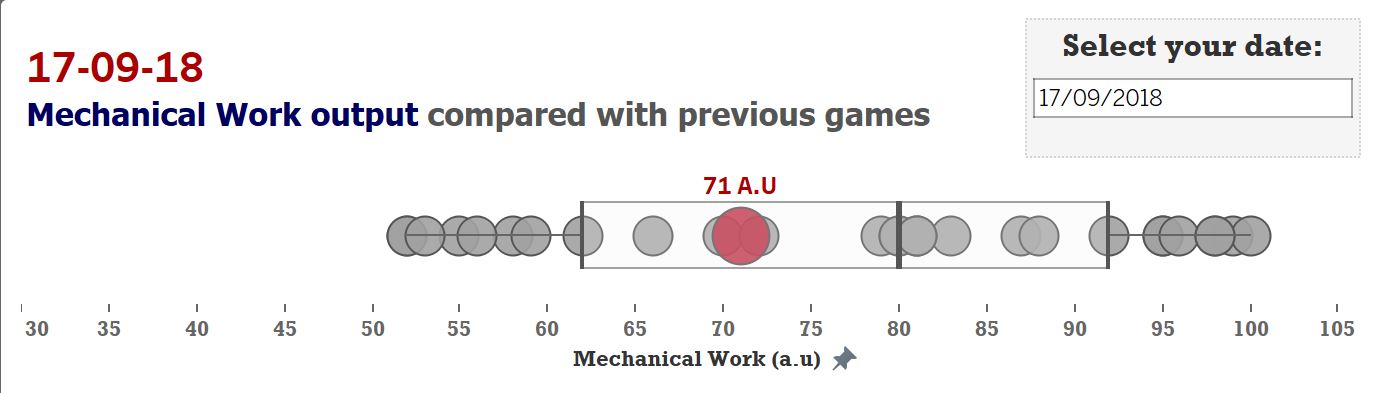 17-09-18
Mechanical Work output compared with previous games
Select your date:
17/09/2018
71 A.U
30 35 40 45 50 55 60 65 70 75 80 85 90 95 100 105
Mechanical Work (a.u)